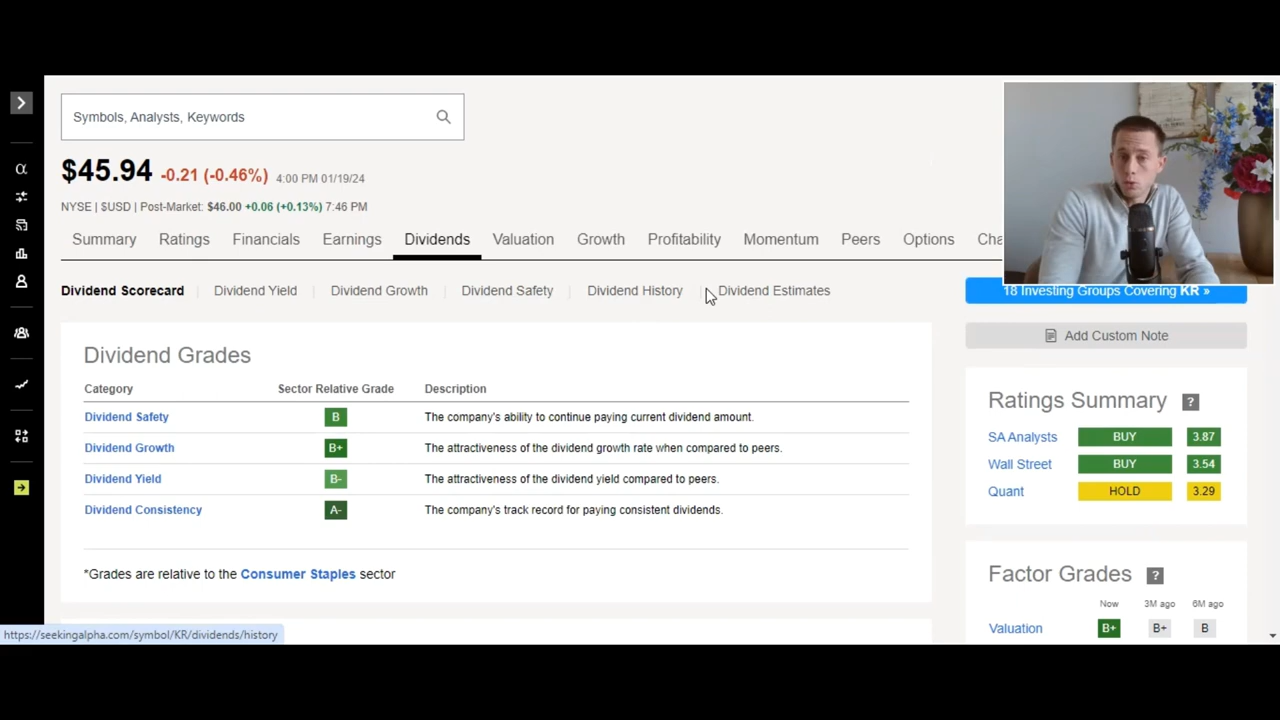 Symbols, Analysts, Keywords
$45.94 -0.21 (-0.46%) 4:00 PM 01/19/24
NYSE | $USD | Post-Market: $46.00 +0.06 (+0.13%) 7:46 PM
Summary Ratings Financials Earnings Dividends Valuation Growth Profitability Momentum Peers Options Cha
Dividend Scorecard | Dividend Yield | Dividend Growth | Dividend Safety | Dividend History | Dividend Estimates
18 Investing Groups Covering KR »
Add Custom Note
Dividend Grades
Category Sector Relative Grade Description
Dividend Safety B The company's ability to continue paying current dividend amount.
Dividend Growth B+ The attractiveness of the dividend growth rate when compared to peers.
Dividend Yield B- The attractiveness of the dividend yield compared to peers.
Dividend Consistency A- The company's track record for paying consistent dividends.
*Grades are relative to the Consumer Staples sector
Ratings Summary ?
SA Analysts BUY 3.87
Wall Street BUY 3.54
Quant HOLD 3.29
Factor Grades ?
Now 3M ago 6M ago
Valuation B+ B+ B
https://seekingalpha.com/symbol/KR/dividends/history